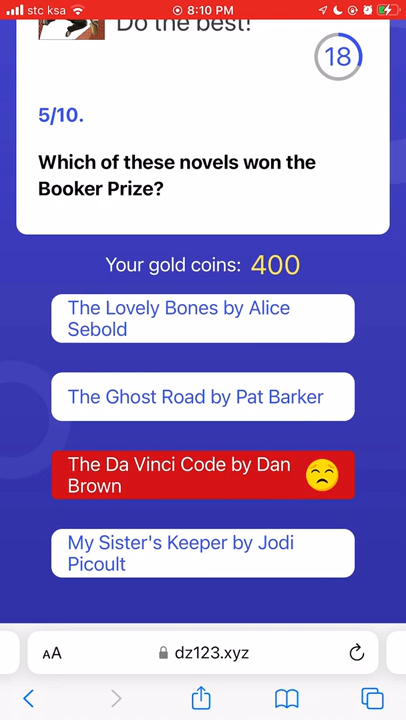 stc ksa 8:10 PM
Do the best!
18
5/10.
Which of these novels won the
Booker Prize?
Your gold coins: 400
The Lovely Bones by Alice
Sebold
The Ghost Road by Pat Barker
The Da Vinci Code by Dan
Brown
My Sister's Keeper by Jodi
Picoult
AA dz123.xyz